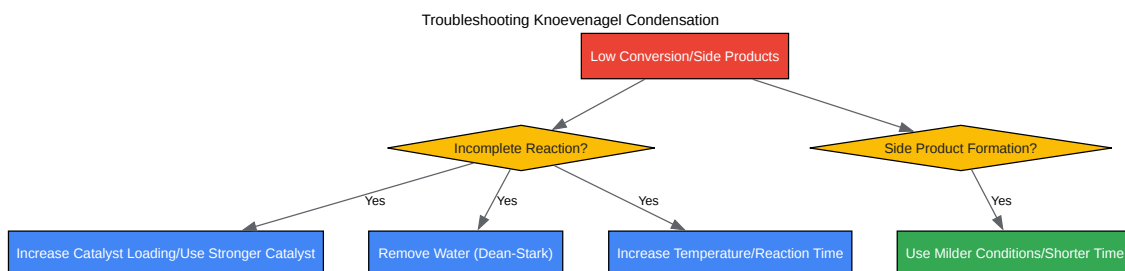 Troubleshooting Knoevenagel Condensation
Low Conversion/Side Products
Incomplete Reaction?
Side Product Formation?
Yes
Yes
Yes
Yes
Increase Catalyst Loading/Use Stronger Catalyst
Remove Water (Dean-Stark)
Increase Temperature/Reaction Time
Use Milder Conditions/Shorter Time